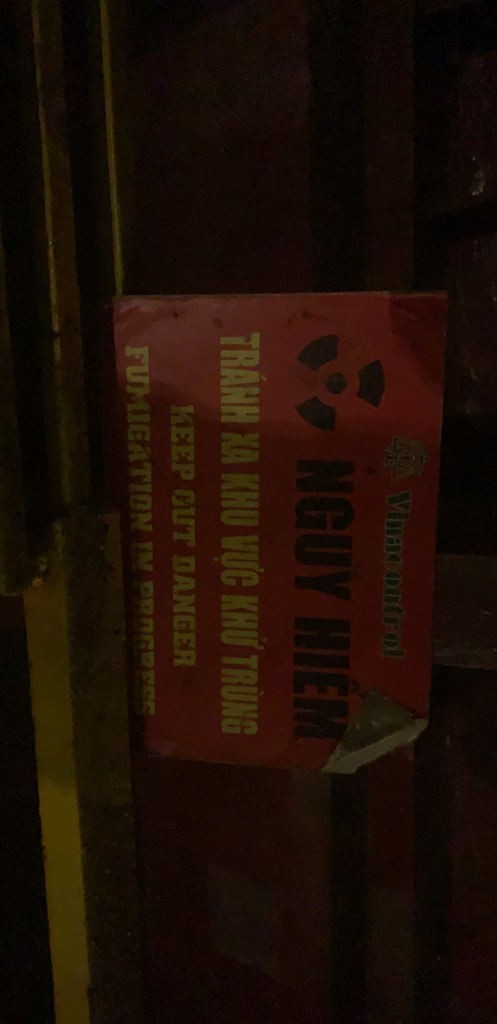 Vinacontrol
NGUY HIỂM
TRÁNH XA KHU VỰC KHỬ TRÙNG
KEEP OUT DANGER
FUMIGATION IN PROGRESS